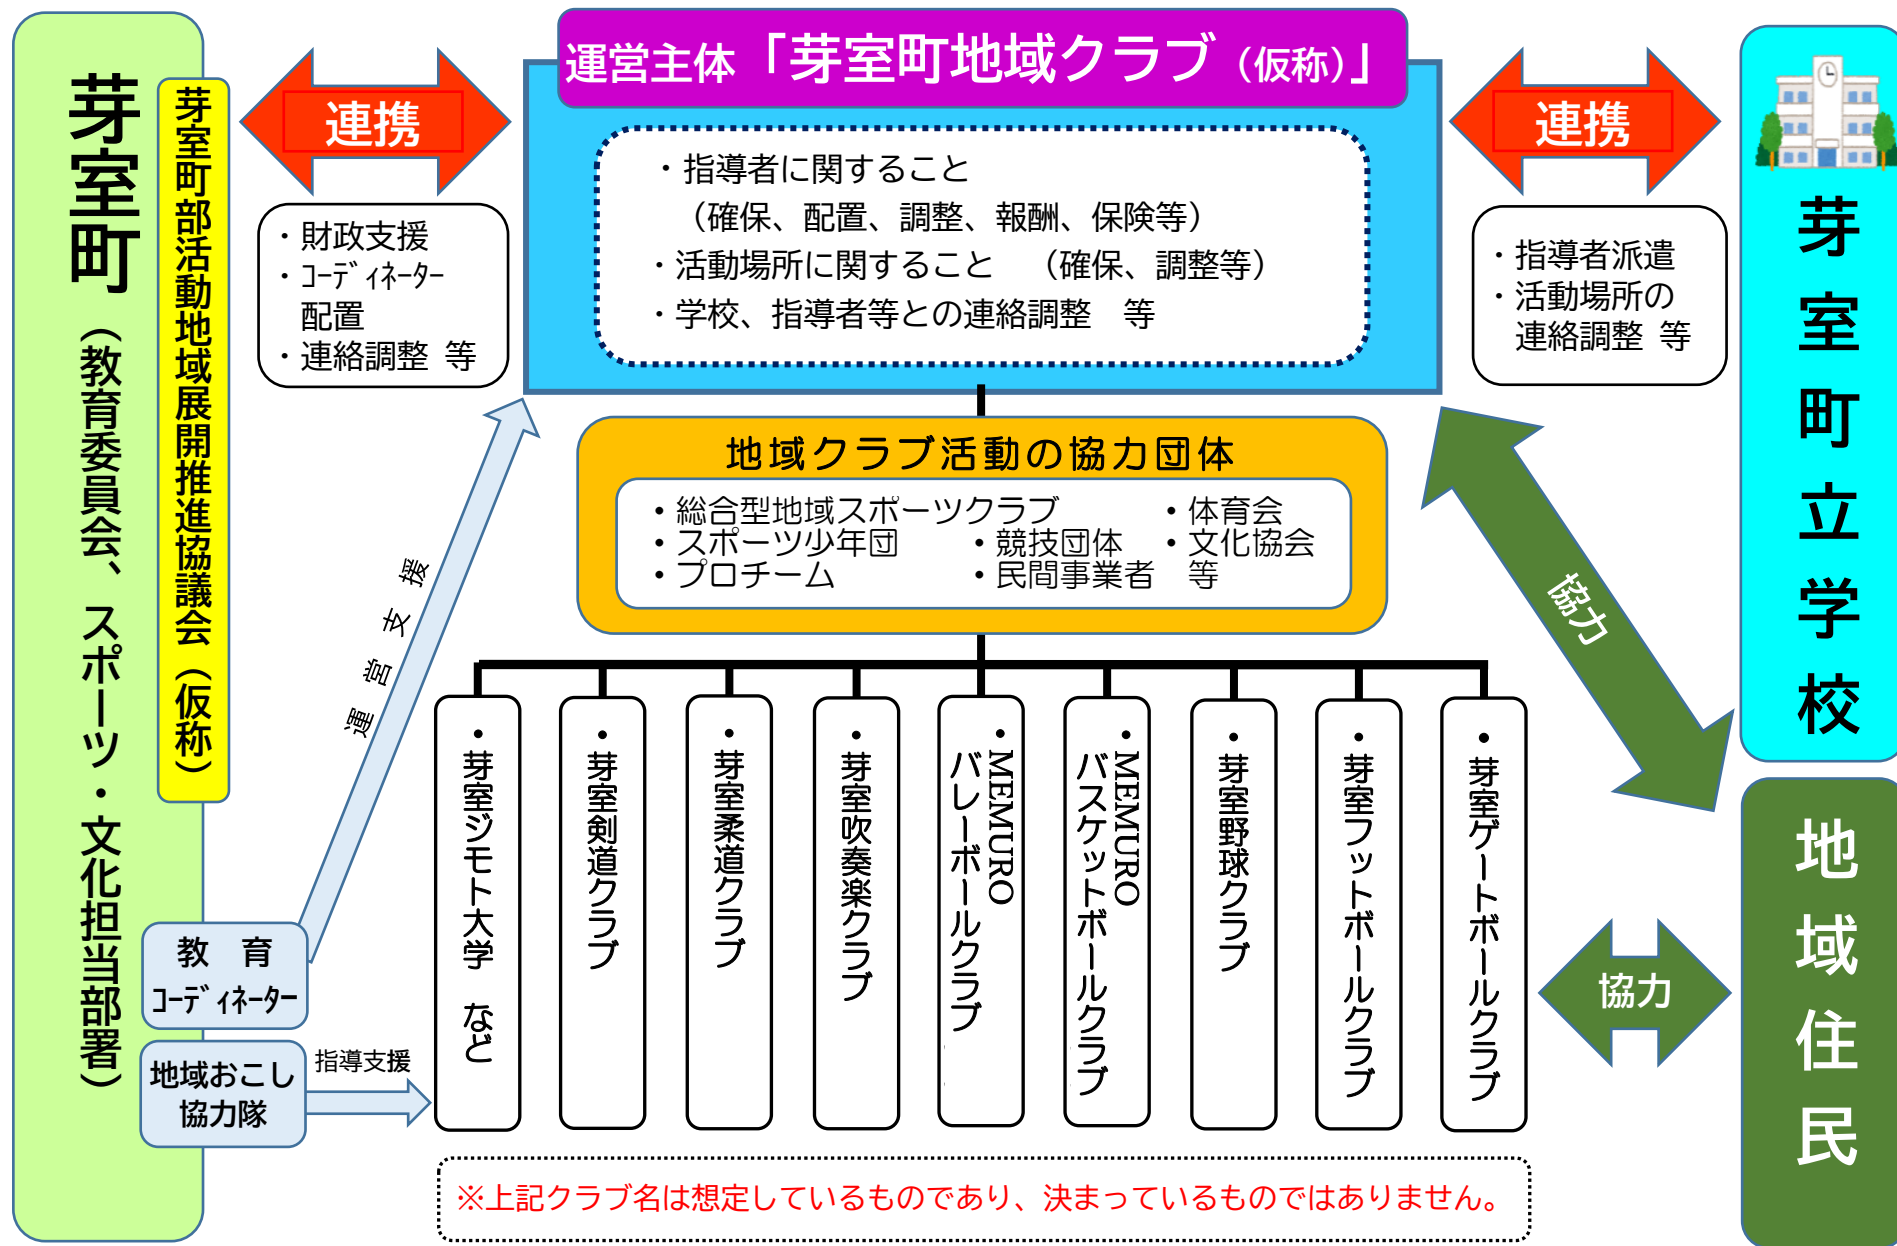 芽室町（教育委員会、スポーツ・文化担当部署）
芽室町部活動地域展開推進協議会（仮称）
連携
・財政支援
・ｺｰﾃﾞｨﾈｰﾀｰ
配置
・連絡調整 等
運営主体「芽室町地域クラブ（仮称）」
・指導者に関すること
（確保、配置、調整、報酬、保険等）
・活動場所に関すること　（確保、調整等）
・学校、指導者等との連絡調整　等
連携
・指導者派遣
・活動場所の
連絡調整 等
芽室町立学校
地域クラブ活動の協力団体
・総合型地域スポーツクラブ　・体育会
・スポーツ少年団　・競技団体　・文化協会
・プロチーム　・民間事業者　等
運営支援
協力
・芽室ジモト大学　など
・芽室剣道クラブ
・芽室柔道クラブ
・芽室吹奏楽クラブ
・MEMURO
バレーボールクラブ
・MEMURO
バスケットボールクラブ
・芽室野球クラブ
・芽室フットボールクラブ
・芽室ゲートボールクラブ
教　育
ｺｰﾃﾞｨﾈｰﾀｰ
地域おこし
協力隊
指導支援
協力
地域住民
※上記クラブ名は想定しているものであり、決まっているものではありません。